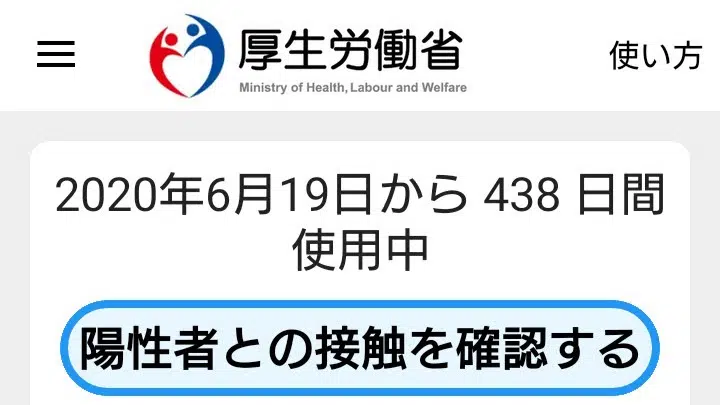 厚生労働省
Ministry of Health, Labour and Welfare
使い方
2020年6月19日から 438 日間
使用中
陽性者との接触を確認する